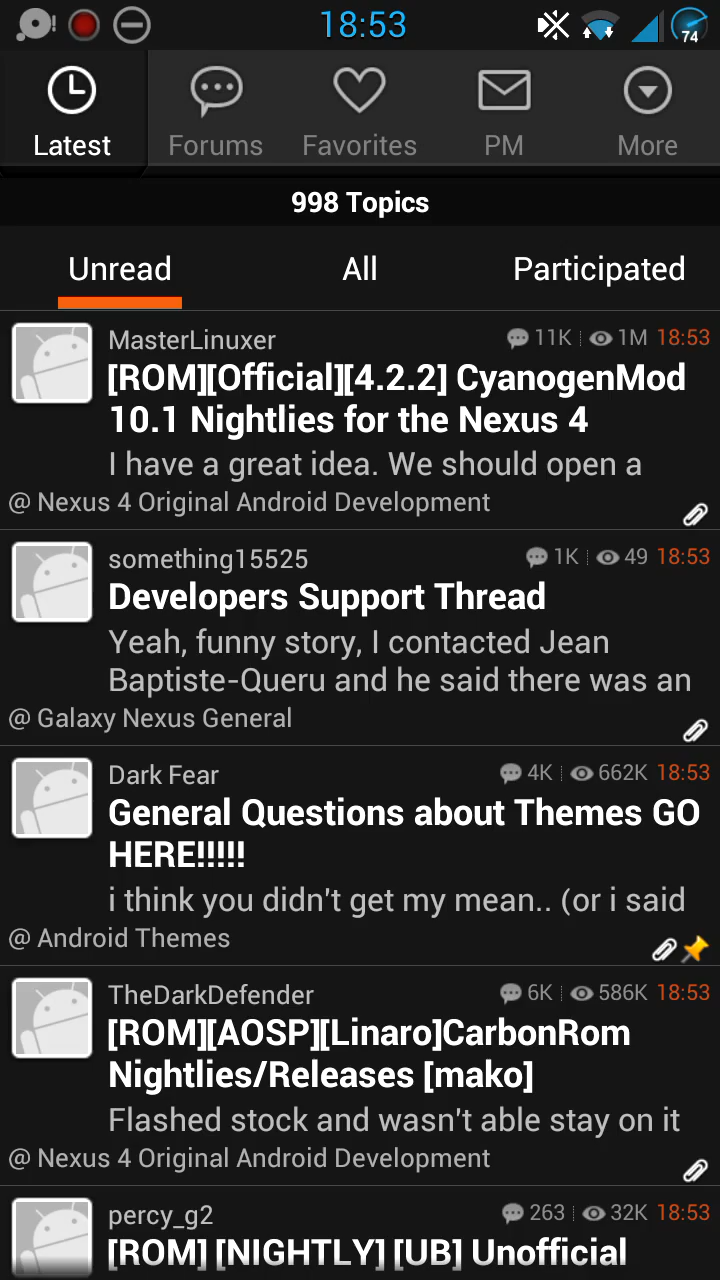 18:53
74
Latest
Forums
Favorites
PM
More
998 Topics
Unread
All
Participated
MasterLinuxer
11K
1M
18:53
[ROM][Official][4.2.2] CyanogenMod
10.1 Nightlies for the Nexus 4
I have a great idea. We should open a
@ Nexus 4 Original Android Development
something15525
1K
49
18:53
Developers Support Thread
Yeah, funny story, I contacted Jean
Baptiste-Queru and he said there was an
@ Galaxy Nexus General
Dark Fear
4K
662K
18:53
General Questions about Themes GO
HERE!!!!!
i think you didn't get my mean.. (or i said
@ Android Themes
TheDarkDefender
6K
586K
18:53
[ROM][AOSP][Linaro]CarbonRom
Nightlies/Releases [mako]
Flashed stock and wasn't able stay on it
@ Nexus 4 Original Android Development
percy_g2
263
32K
18:53
[ROM] [NIGHTLY] [UB] Unofficial